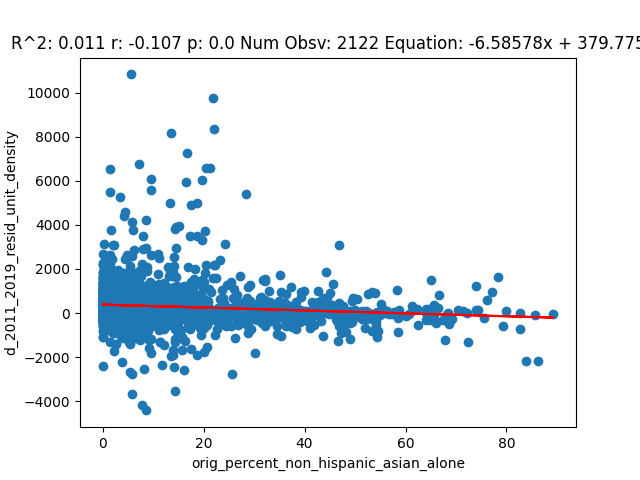 R^2: 0.011 r: -0.107 p: 0.0 Num Obsv: 2122 Equation: -6.58578x + 379.775
d_2011_2019_resid_unit_density
10000
8000
6000
4000
2000
0
−2000
−4000
0 20 40 60 80
orig_percent_non_hispanic_asian_alone